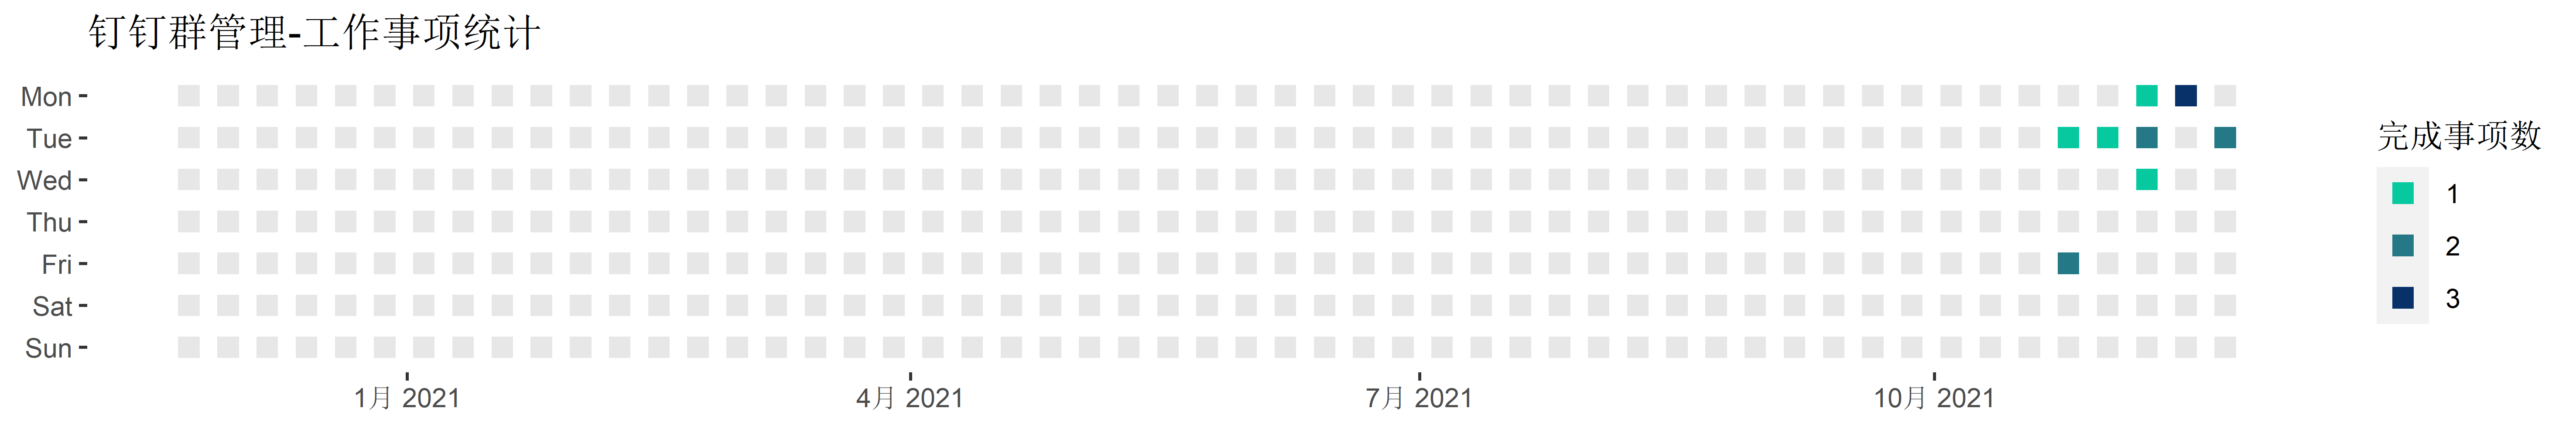 钉钉群管理-工作事项统计
Mon
Tue
Wed
Thu
Fri
Sat
Sun
1月 2021
4月 2021
7月 2021
10月 2021
完成事项数
1
2
3